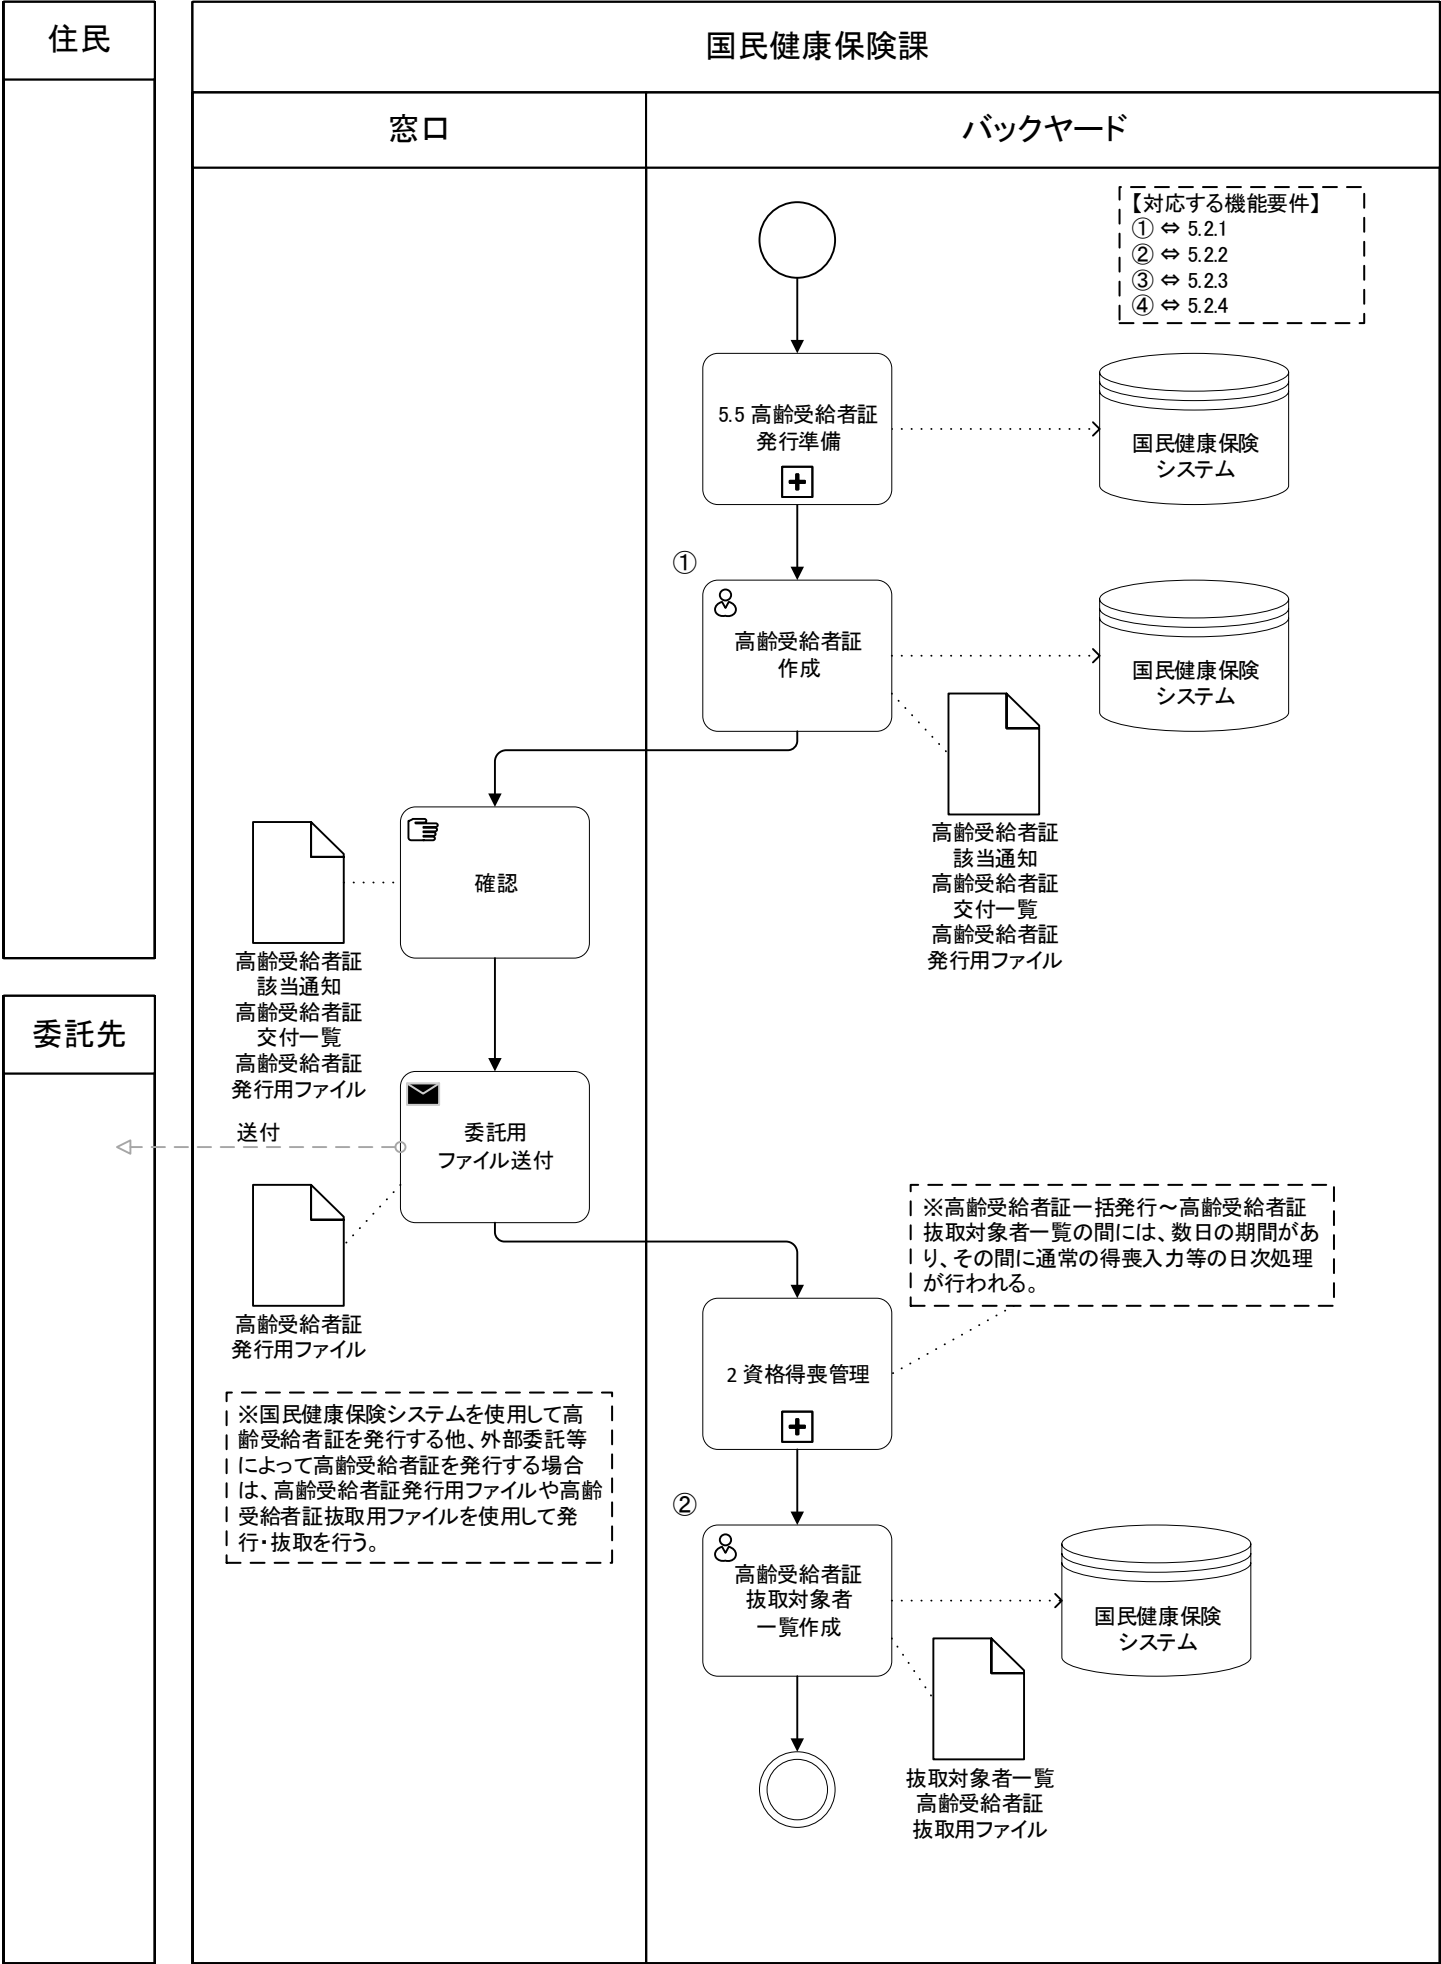 住民
国民健康保険課
窓口
バックヤード
【対応する機能要件】
① ⇔ 5.2.1
② ⇔ 5.2.2
③ ⇔ 5.2.3
④ ⇔ 5.2.4
5.5 高齢受給者証
発行準備
国民健康保険
システム
①
高齢受給者証
作成
国民健康保険
システム
高齢受給者証
該当通知
高齢受給者証
交付一覧
高齢受給者証
発行用ファイル
確認
高齢受給者証
該当通知
高齢受給者証
交付一覧
高齢受給者証
発行用ファイル
委託先
送付
委託用
ファイル送付
高齢受給者証
発行用ファイル
※高齢受給者証一括発行～高齢受給者証
抜取対象者一覧の間には、数日の期間があ
り、その間に通常の得喪入力等の日次処理
が行われる。
2 資格得喪管理
※国民健康保険システムを使用して高
齢受給者証を発行する他、外部委託等
によって高齢受給者証を発行する場合
は、高齢受給者証発行用ファイルや高齢
受給者証抜取用ファイルを使用して発
行・抜取を行う。
②
高齢受給者証
抜取対象者
一覧作成
国民健康保険
システム
抜取対象者一覧
高齢受給者証
抜取用ファイル